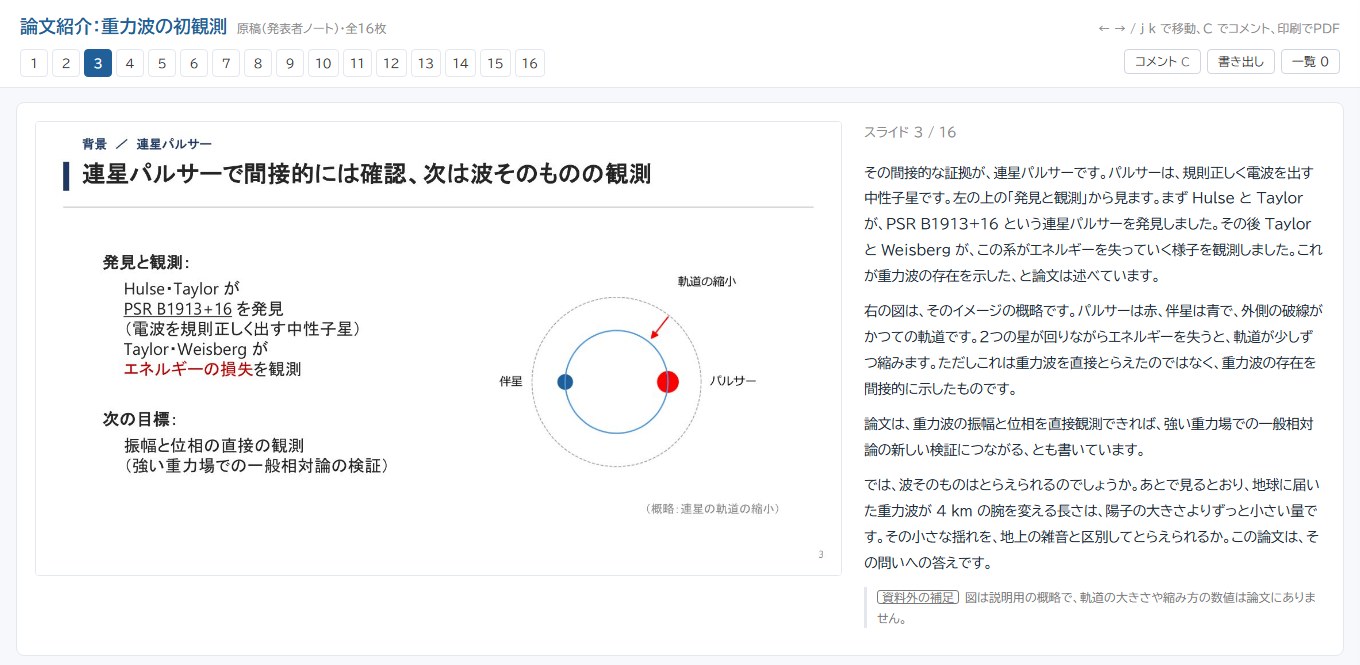 論文紹介：重力波の初観測 原稿（発表者ノート）・全16枚
← → / j k で移動、C でコメント、印刷でPDF
1 2 3 4 5 6 7 8 9 10 11 12 13 14 15 16
コメント C 書き出し 一覧 0
背景 ／ 連星パルサー
連星パルサーで間接的には確認、次は波そのものの観測
発見と観測：
Hulse・Taylor が
PSR B1913+16 を発見
（電波を規則正しく出す中性子星）
Taylor・Weisberg が
エネルギーの損失を観測
次の目標：
振幅と位相の直接の観測
（強い重力場での一般相対論の検証）
軌道の縮小
伴星
パルサー
（概略：連星の軌道の縮小）
3
スライド 3 / 16
その間接的な証拠が、連星パルサーです。パルサーは、規則正しく電波を出す
中性子星です。左の上の「発見と観測」から見ます。まず Hulse と Taylor
が、PSR B1913+16 という連星パルサーを発見しました。その後 Taylor
と Weisberg が、この系がエネルギーを失っていく様子を観測しました。これ
が重力波の存在を示した、と論文は述べています。
右の図は、そのイメージの概略です。パルサーは赤、伴星は青で、外側の破線が
かつての軌道です。2つの星が回りながらエネルギーを失うと、軌道が少しず
つ縮みます。ただしこれは重力波を直接とらえたのではなく、重力波の存在を
間接的に示したものです。
論文は、重力波の振幅と位相を直接観測できれば、強い重力場での一般相対
論の新しい検証につながる、とも書いています。
では、波そのものはとらえられるのでしょうか。あとで見るとおり、地球に届い
た重力波が 4 km の腕を変える長さは、陽子の大きさよりずっと小さい量で
す。その小さな揺れを、地上の雑音と区別してとらえられるか。この論文は、そ
の問いへの答えです。
資料外の補足 図は説明用の概略で、軌道の大きさや縮み方の数値は論文にありま
せん。